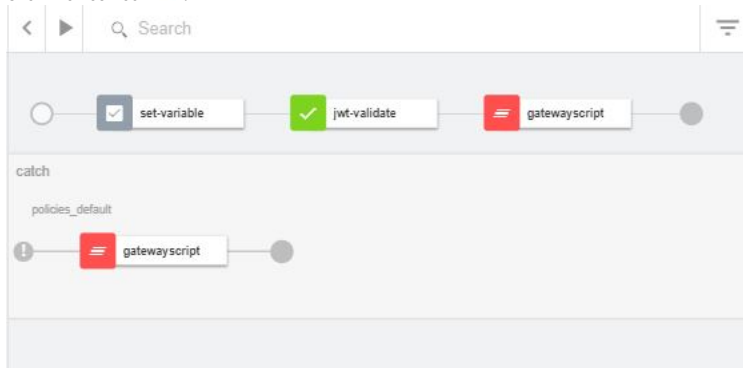 Search
set-variable jwt-validate gatewayscript
catch
policies_default
gatewayscript